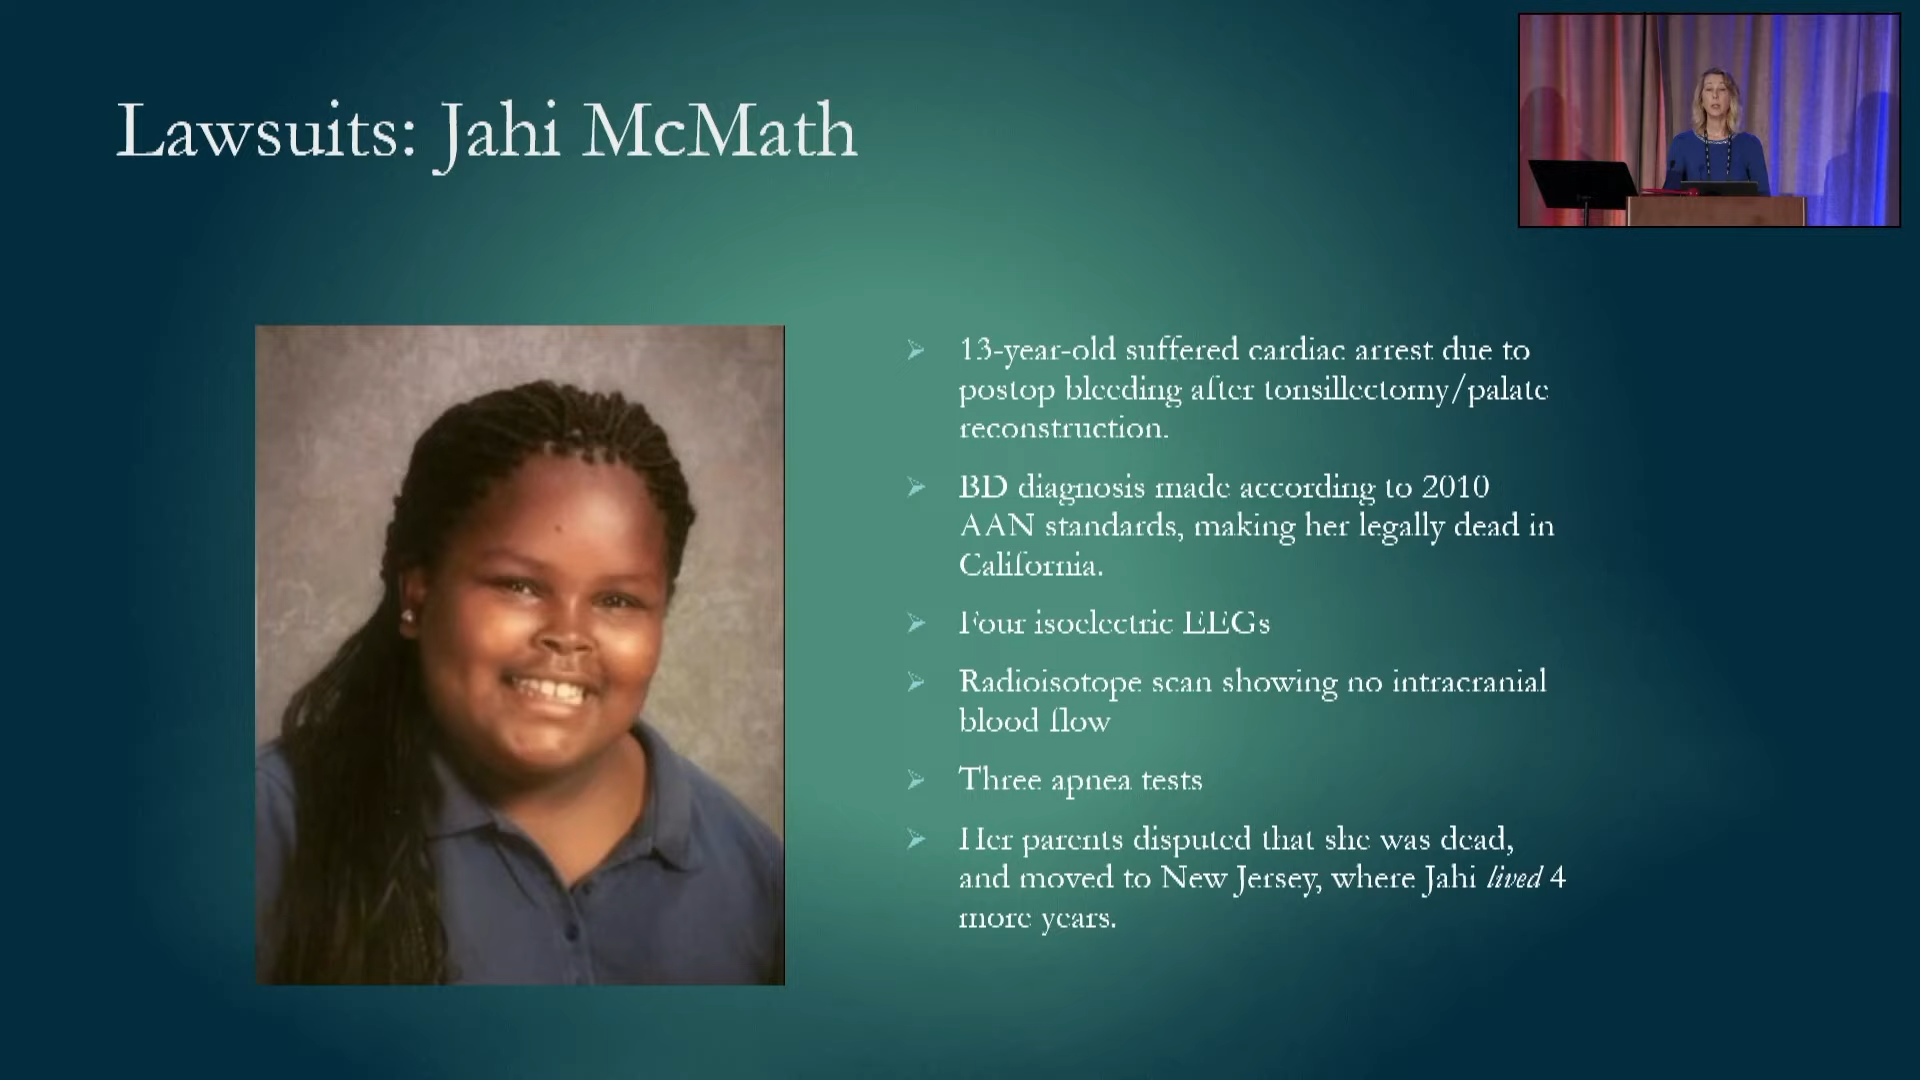 Lawsuits: Jahi McMath
13-year-old suffered cardiac arrest due to
postop bleeding after tonsillectomy/palate
reconstruction.
BD diagnosis made according to 2010
AAN standards, making her legally dead in
California.
Four isoelectric EEGs
Radioisotope scan showing no intracranial
blood flow
Three apnea tests
Her parents disputed that she was dead,
and moved to New Jersey, where Jahi lived 4
more years.